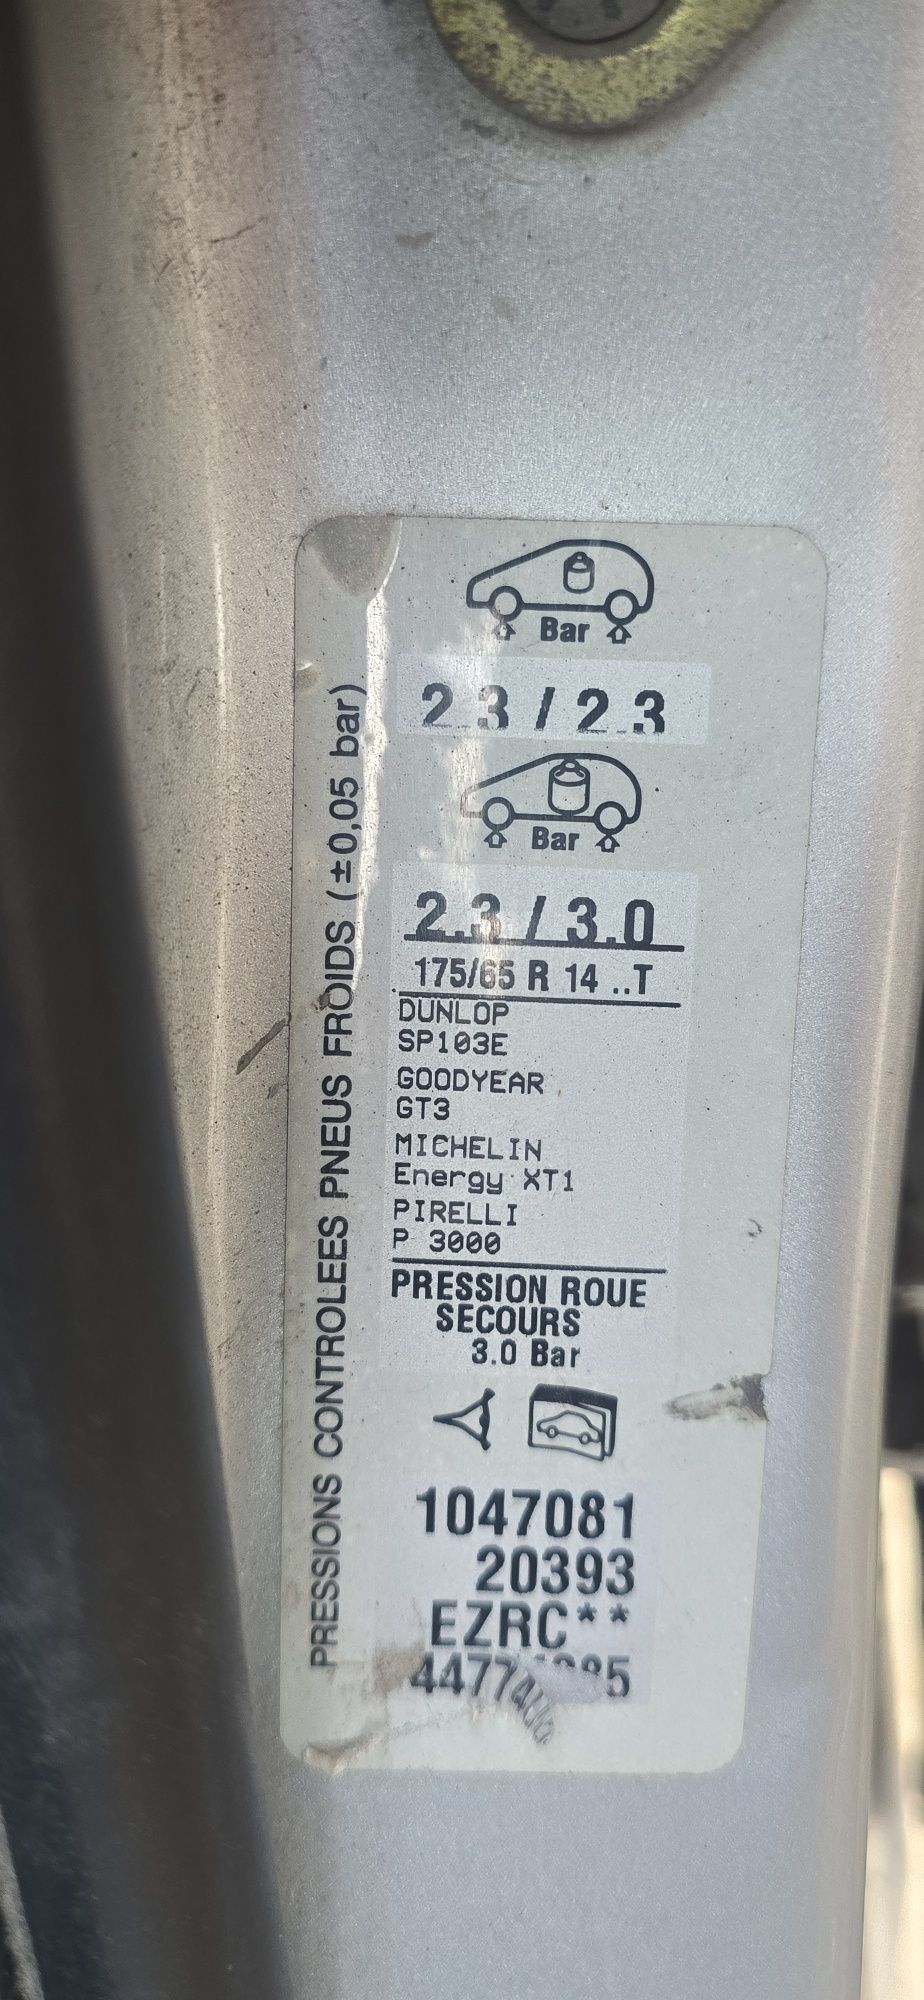 PRESSIONS CONTROLEES PNEUS FROIDS (±0,05 bar)
Bar
2.3 / 2.3
Bar
2.3 / 3.0
175/65 R 14 ..T
DUNLOP
SP103E
GOODYEAR
GT3
MICHELIN
Energy XT1
PIRELLI
P 3000
PRESSION ROUE
SECOURS
3.0 Bar
1047081
20393
EZRC**